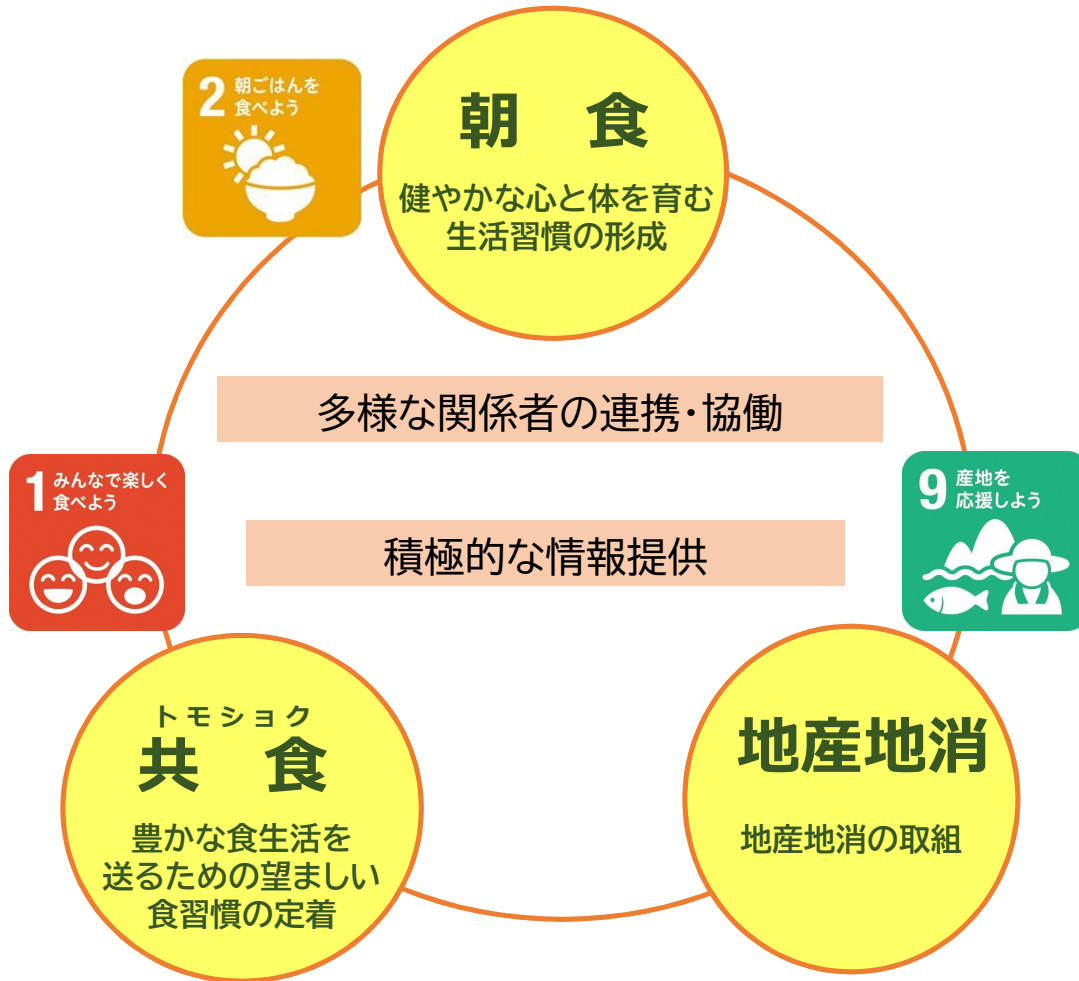 2 朝ごはんを
食べよう
朝　食
健やかな心と体を育む
生活習慣の形成
多様な関係者の連携・協働
1 みんなで楽しく
食べよう
9 産地を
応援しよう
積極的な情報提供
トモショク
共　食
豊かな食生活を
送るための望ましい
食習慣の定着
地産地消
地産地消の取組